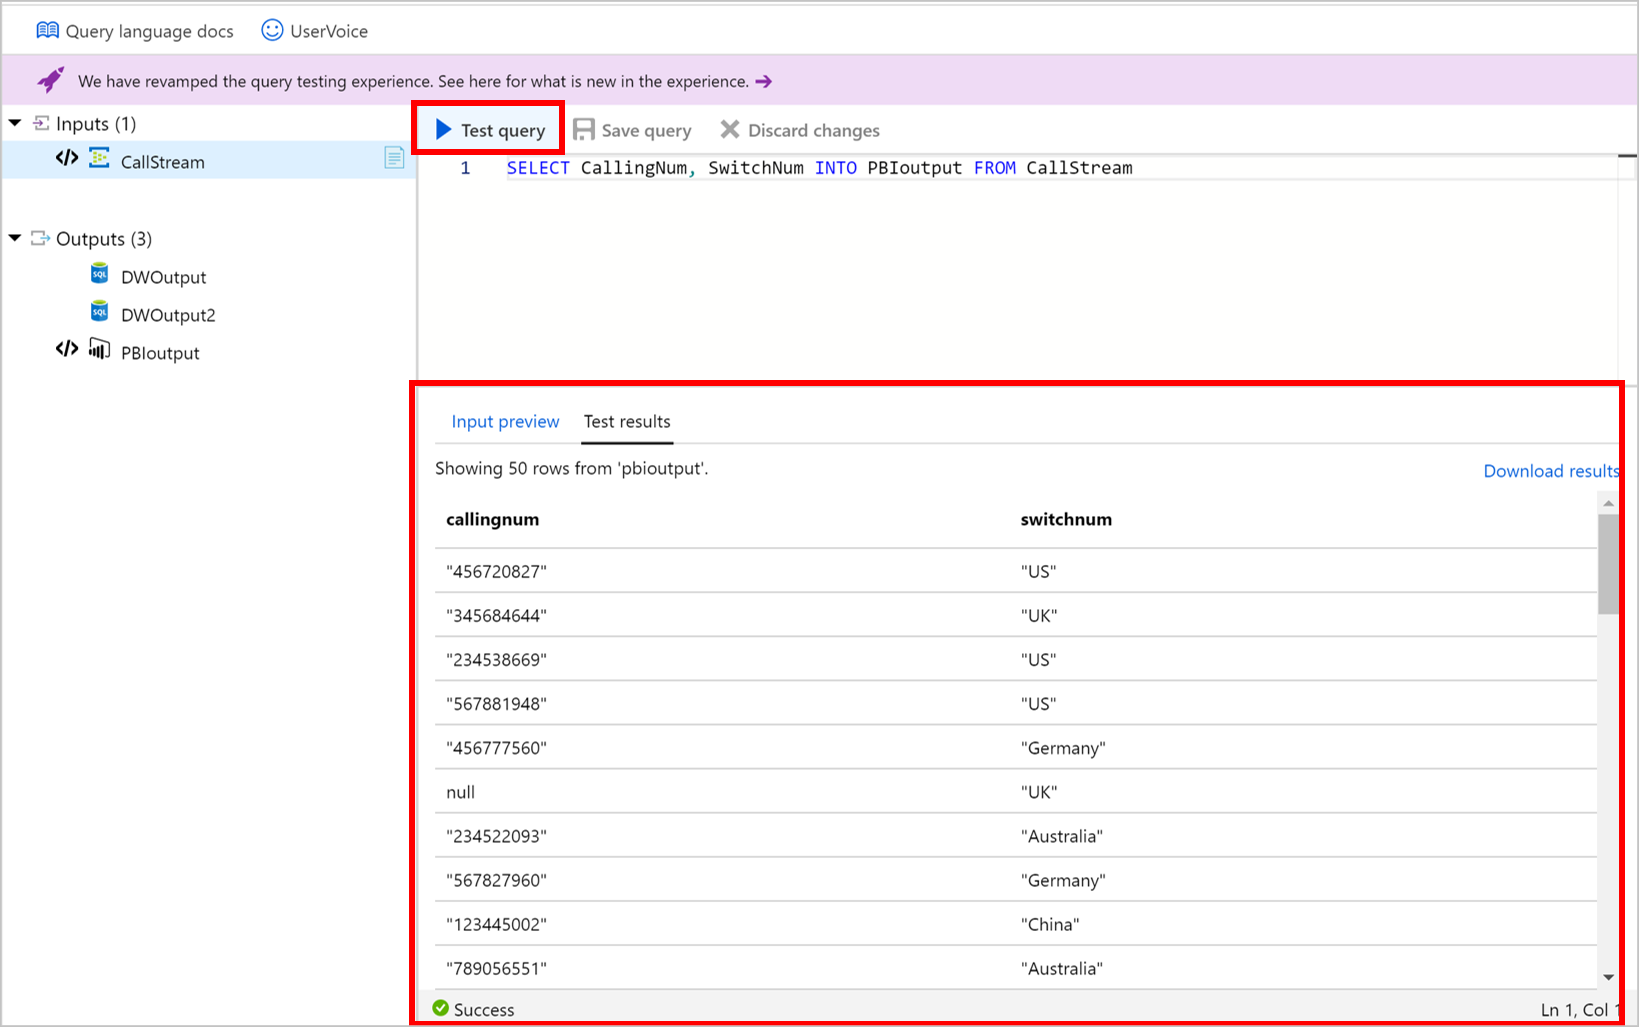 Query language docs UserVoice
We have revamped the query testing experience. See here for what is new in the experience. →
Inputs (1)
CallStream
Outputs (3)
DWOutput
DWOutput2
PBIoutput
Test query Save query Discard changes
1 SELECT CallingNum, SwitchNum INTO PBIoutput FROM CallStream
Input preview Test results
Showing 50 rows from 'pbioutput'.
Download results
callingnum switchnum
"456720827" "US"
"345684644" "UK"
"234538669" "US"
"567881948" "US"
"456777560" "Germany"
null "UK"
"234522093" "Australia"
"567827960" "Germany"
"123445002" "China"
"789056551" "Australia"
Success
Ln 1, Col 1